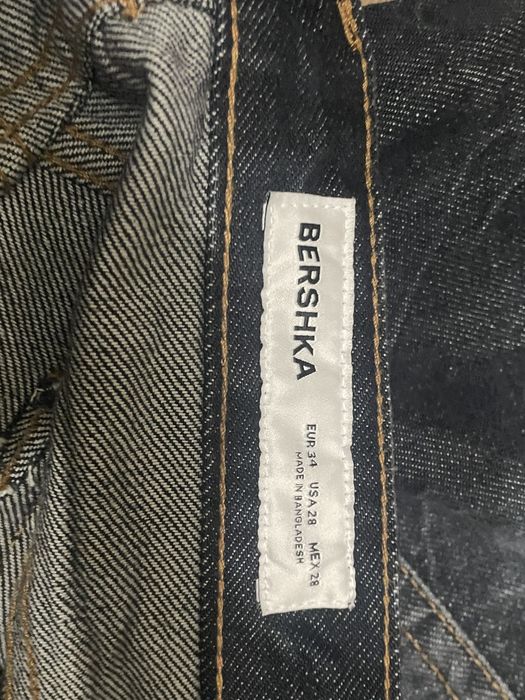 BERSHKA
EUR 34 USA 28 MEX 28
MADE IN BANGLADESH